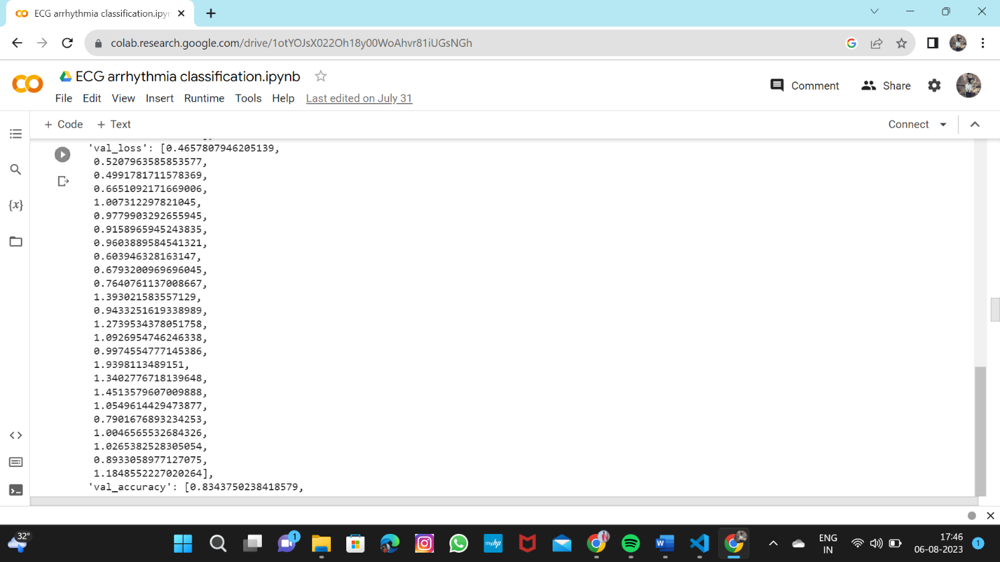 ECG arrhythmia classification.ipyn
colab.research.google.com/drive/1otYOJsX022Oh18y00WoAhvr81iUGsNGh
ECG arrhythmia classification.ipynb
Comment
Share
File Edit View Insert Runtime Tools Help Last edited on July 31
+ Code + Text
Connect
'val_loss': [0.4657807946205139,
0.5207963585853577,
0.4991781711578369,
0.6651092171669006,
1.007312297821045,
0.9779903292655945,
0.9158965945243835,
0.9603889584541321,
0.603946328163147,
0.6793200969696045,
0.7640761137008667,
1.393021583557129,
0.9433251619338989,
1.2739534378051758,
1.0926954746246338,
0.9974554777145386,
1.9398113489151,
1.3402776718139648,
1.4513579607009888,
1.0549614429473877,
0.7901676893234253,
1.0046565532684326,
1.0265382528305054,
0.8933058977127075,
1.1848552227020264],
'val_accuracy': [0.8343750238418579,
{x}
32°
1
myhp
W
ENG
IN
17:46
06-08-2023
1